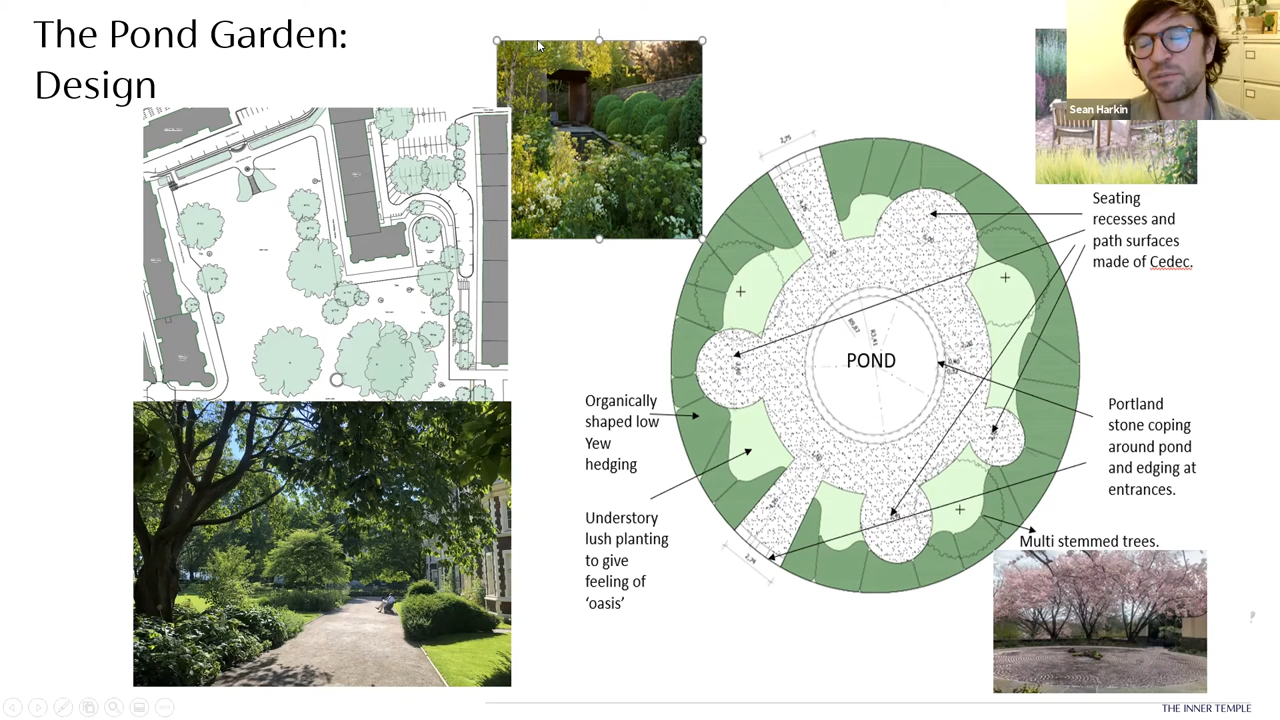 The Pond Garden:
Design
Sean Harkin
Seating
recesses and
path surfaces
made of Cedec.
POND
Organically
shaped low
Yew
hedging
Portland
stone coping
around pond
and edging at
entrances.
Understory
lush planting
to give
feeling of
‘oasis’
Multi stemmed trees.
THE INNER TEMPLE